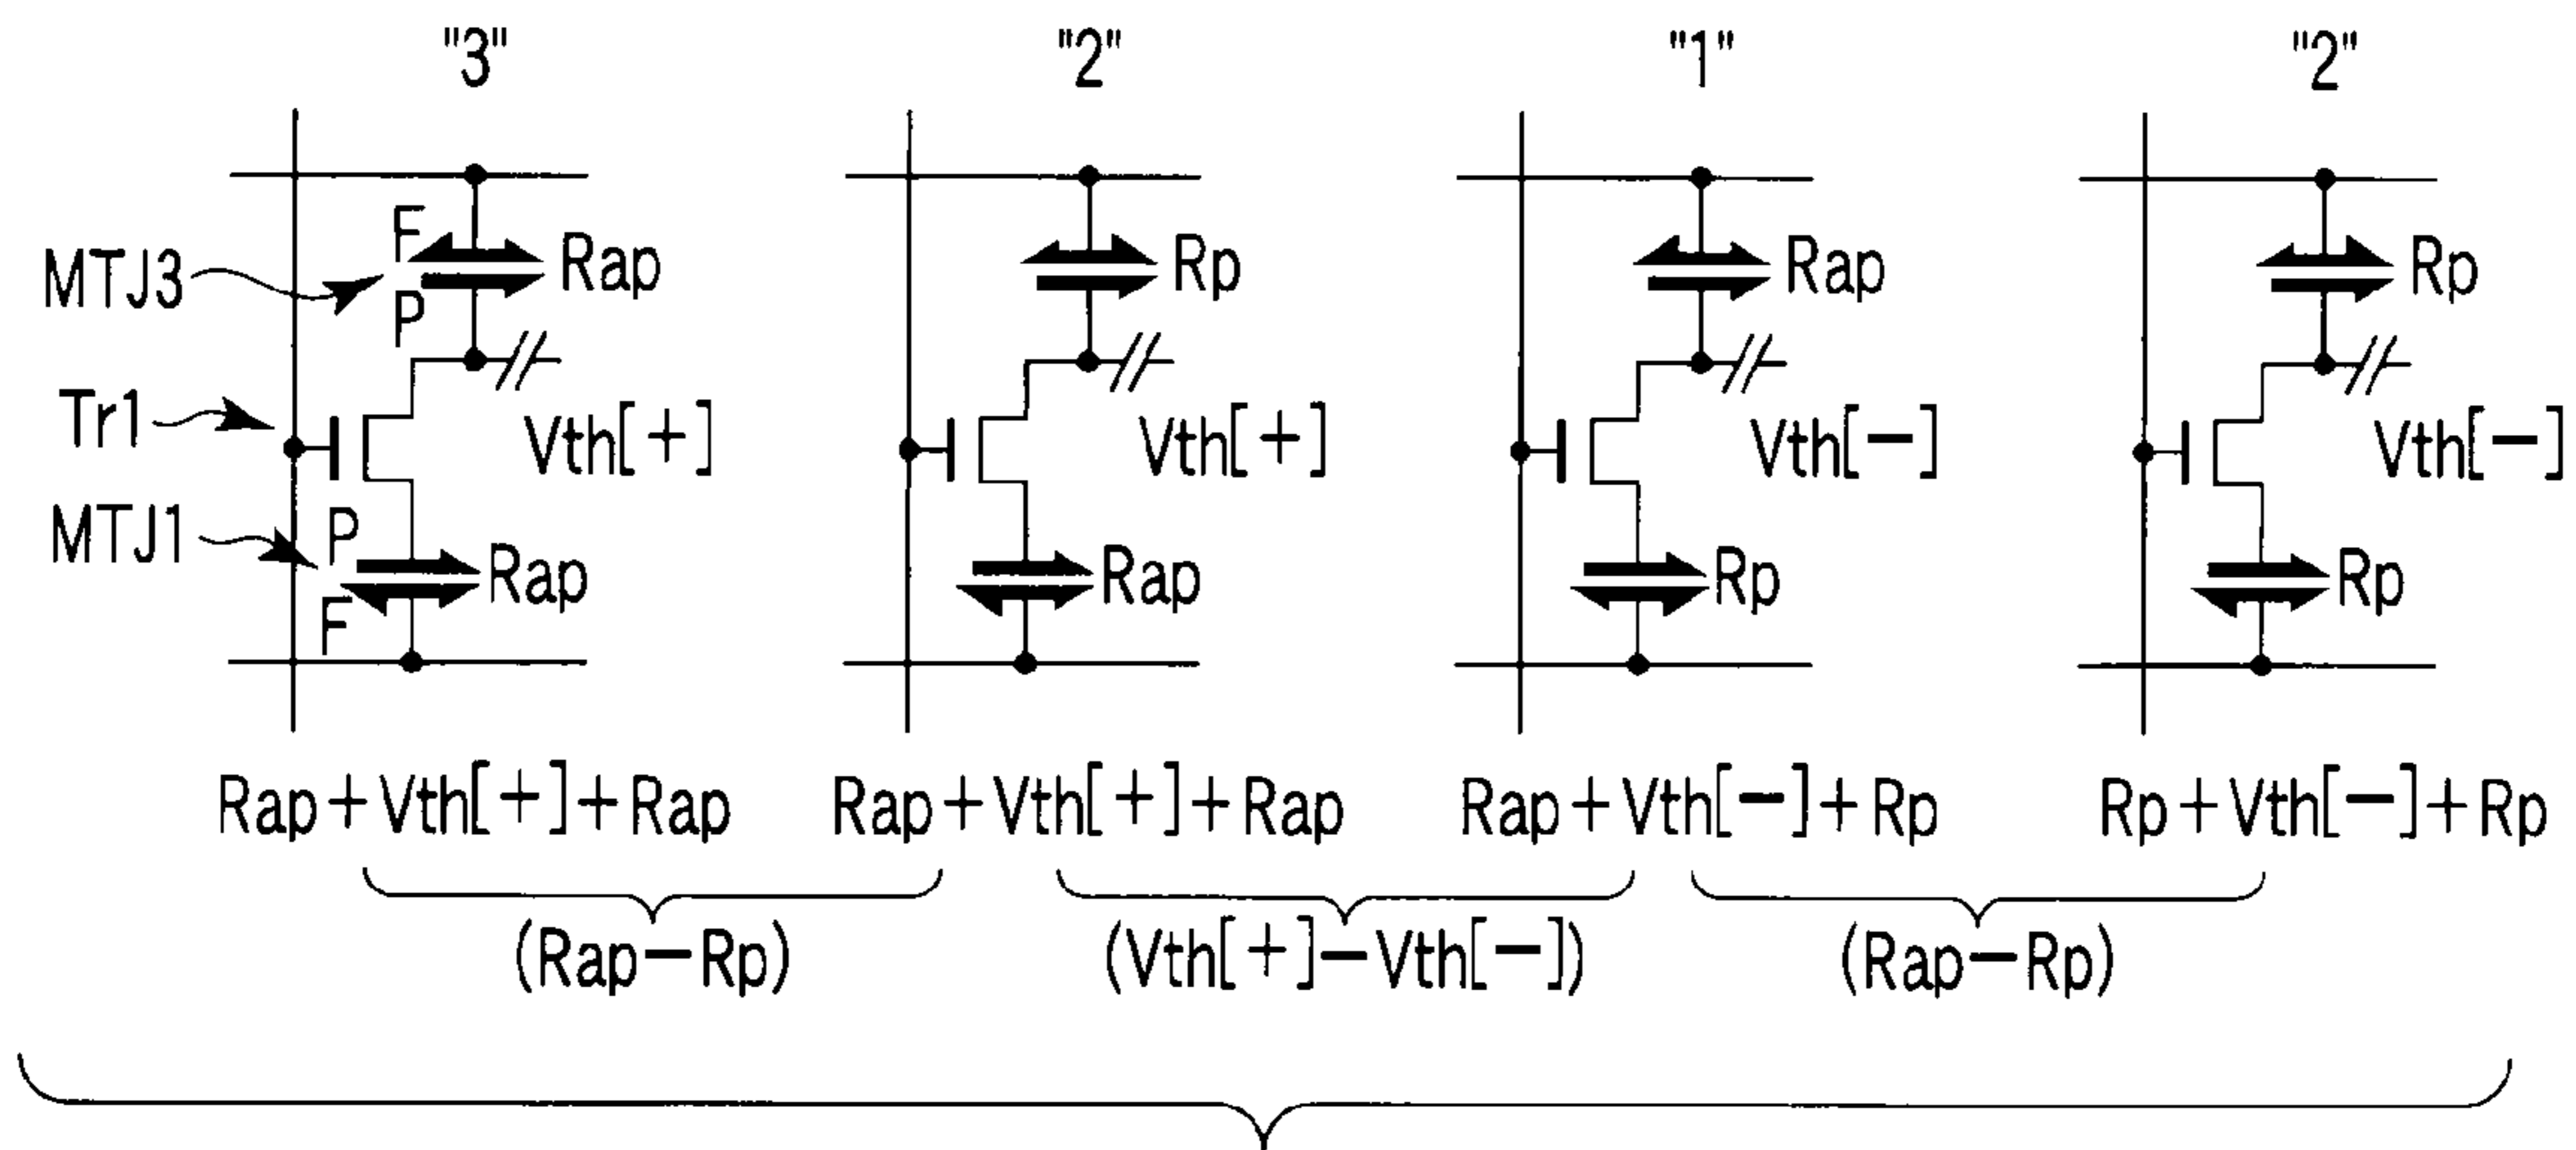 "3" "2" "1" "2"
F
MTJ3 Rap Rp Rap Rp
P
Tr1 Vth[+] Vth[+] Vth[−] Vth[−]
MTJ1 P
Rap Rap Rp Rp
F
Rap+Vth[+]+Rap Rap+Vth[+]+Rap Rap+Vth[−]+Rp Rp+Vth[−]+Rp
(Rap−Rp) (Vth[+]−Vth[−]) (Rap−Rp)